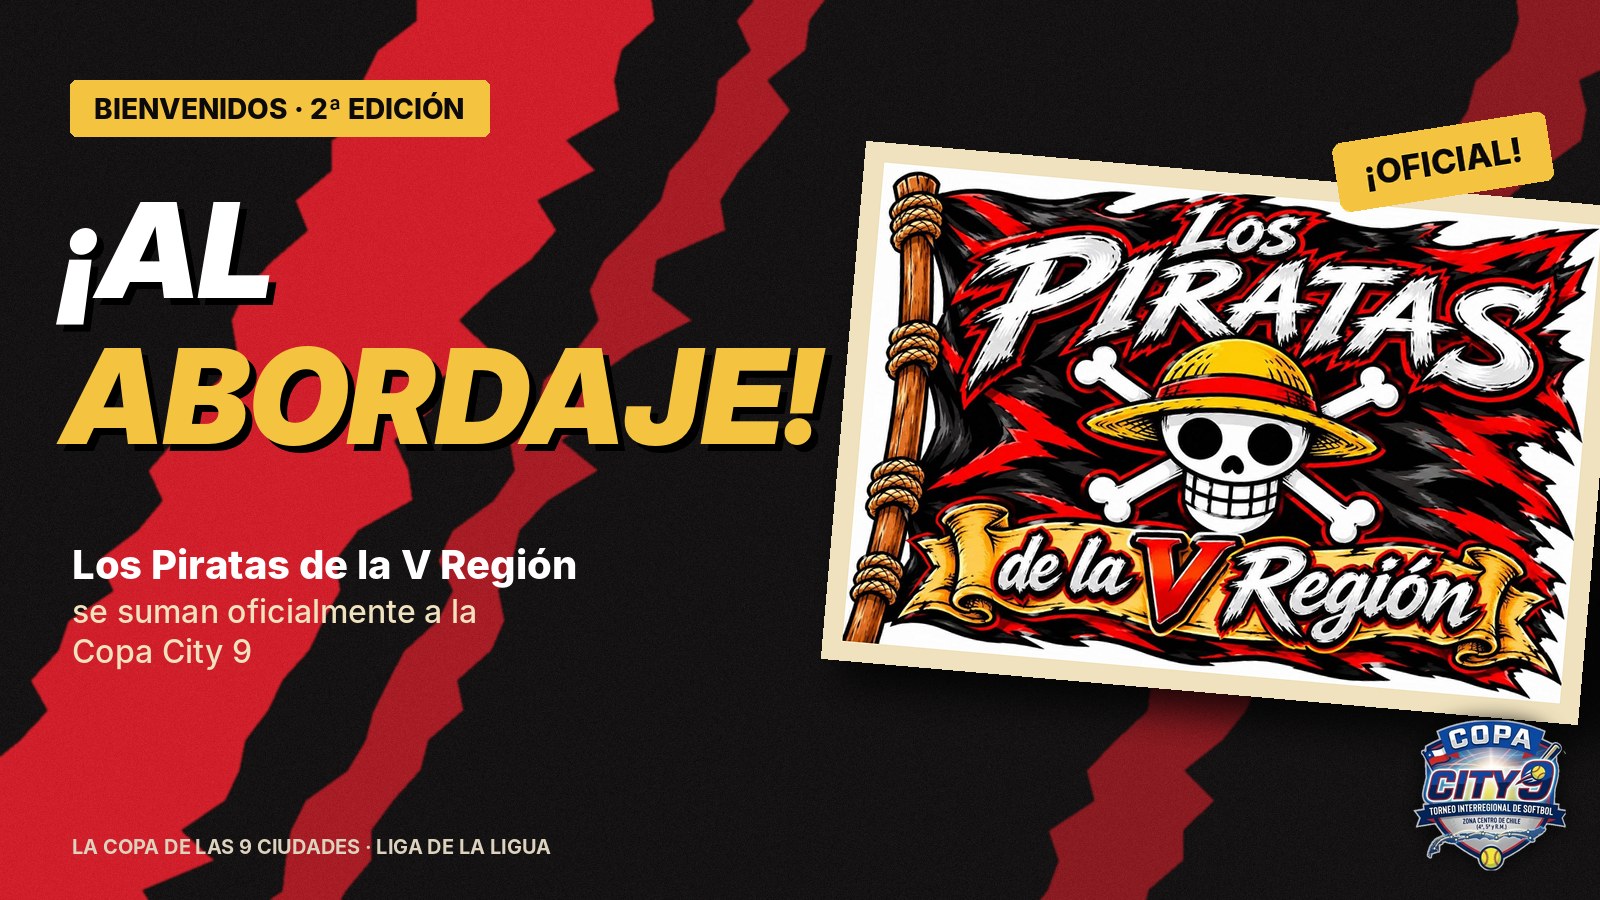 BIENVENIDOS · 2ª EDICIÓN
¡AL
ABORDAJE!
Los Piratas de la V Región
se suman oficialmente a la
Copa City 9
LA COPA DE LAS 9 CIUDADES · LIGA DE LA LIGUA
¡OFICIAL!
Los
PIRATAS
de la V Región
COPA
CITY 9
TORNEO INTERREGIONAL DE SOFTBOL
ZONA CENTRO DE CHILE
(4ª, 5ª y R.M.)